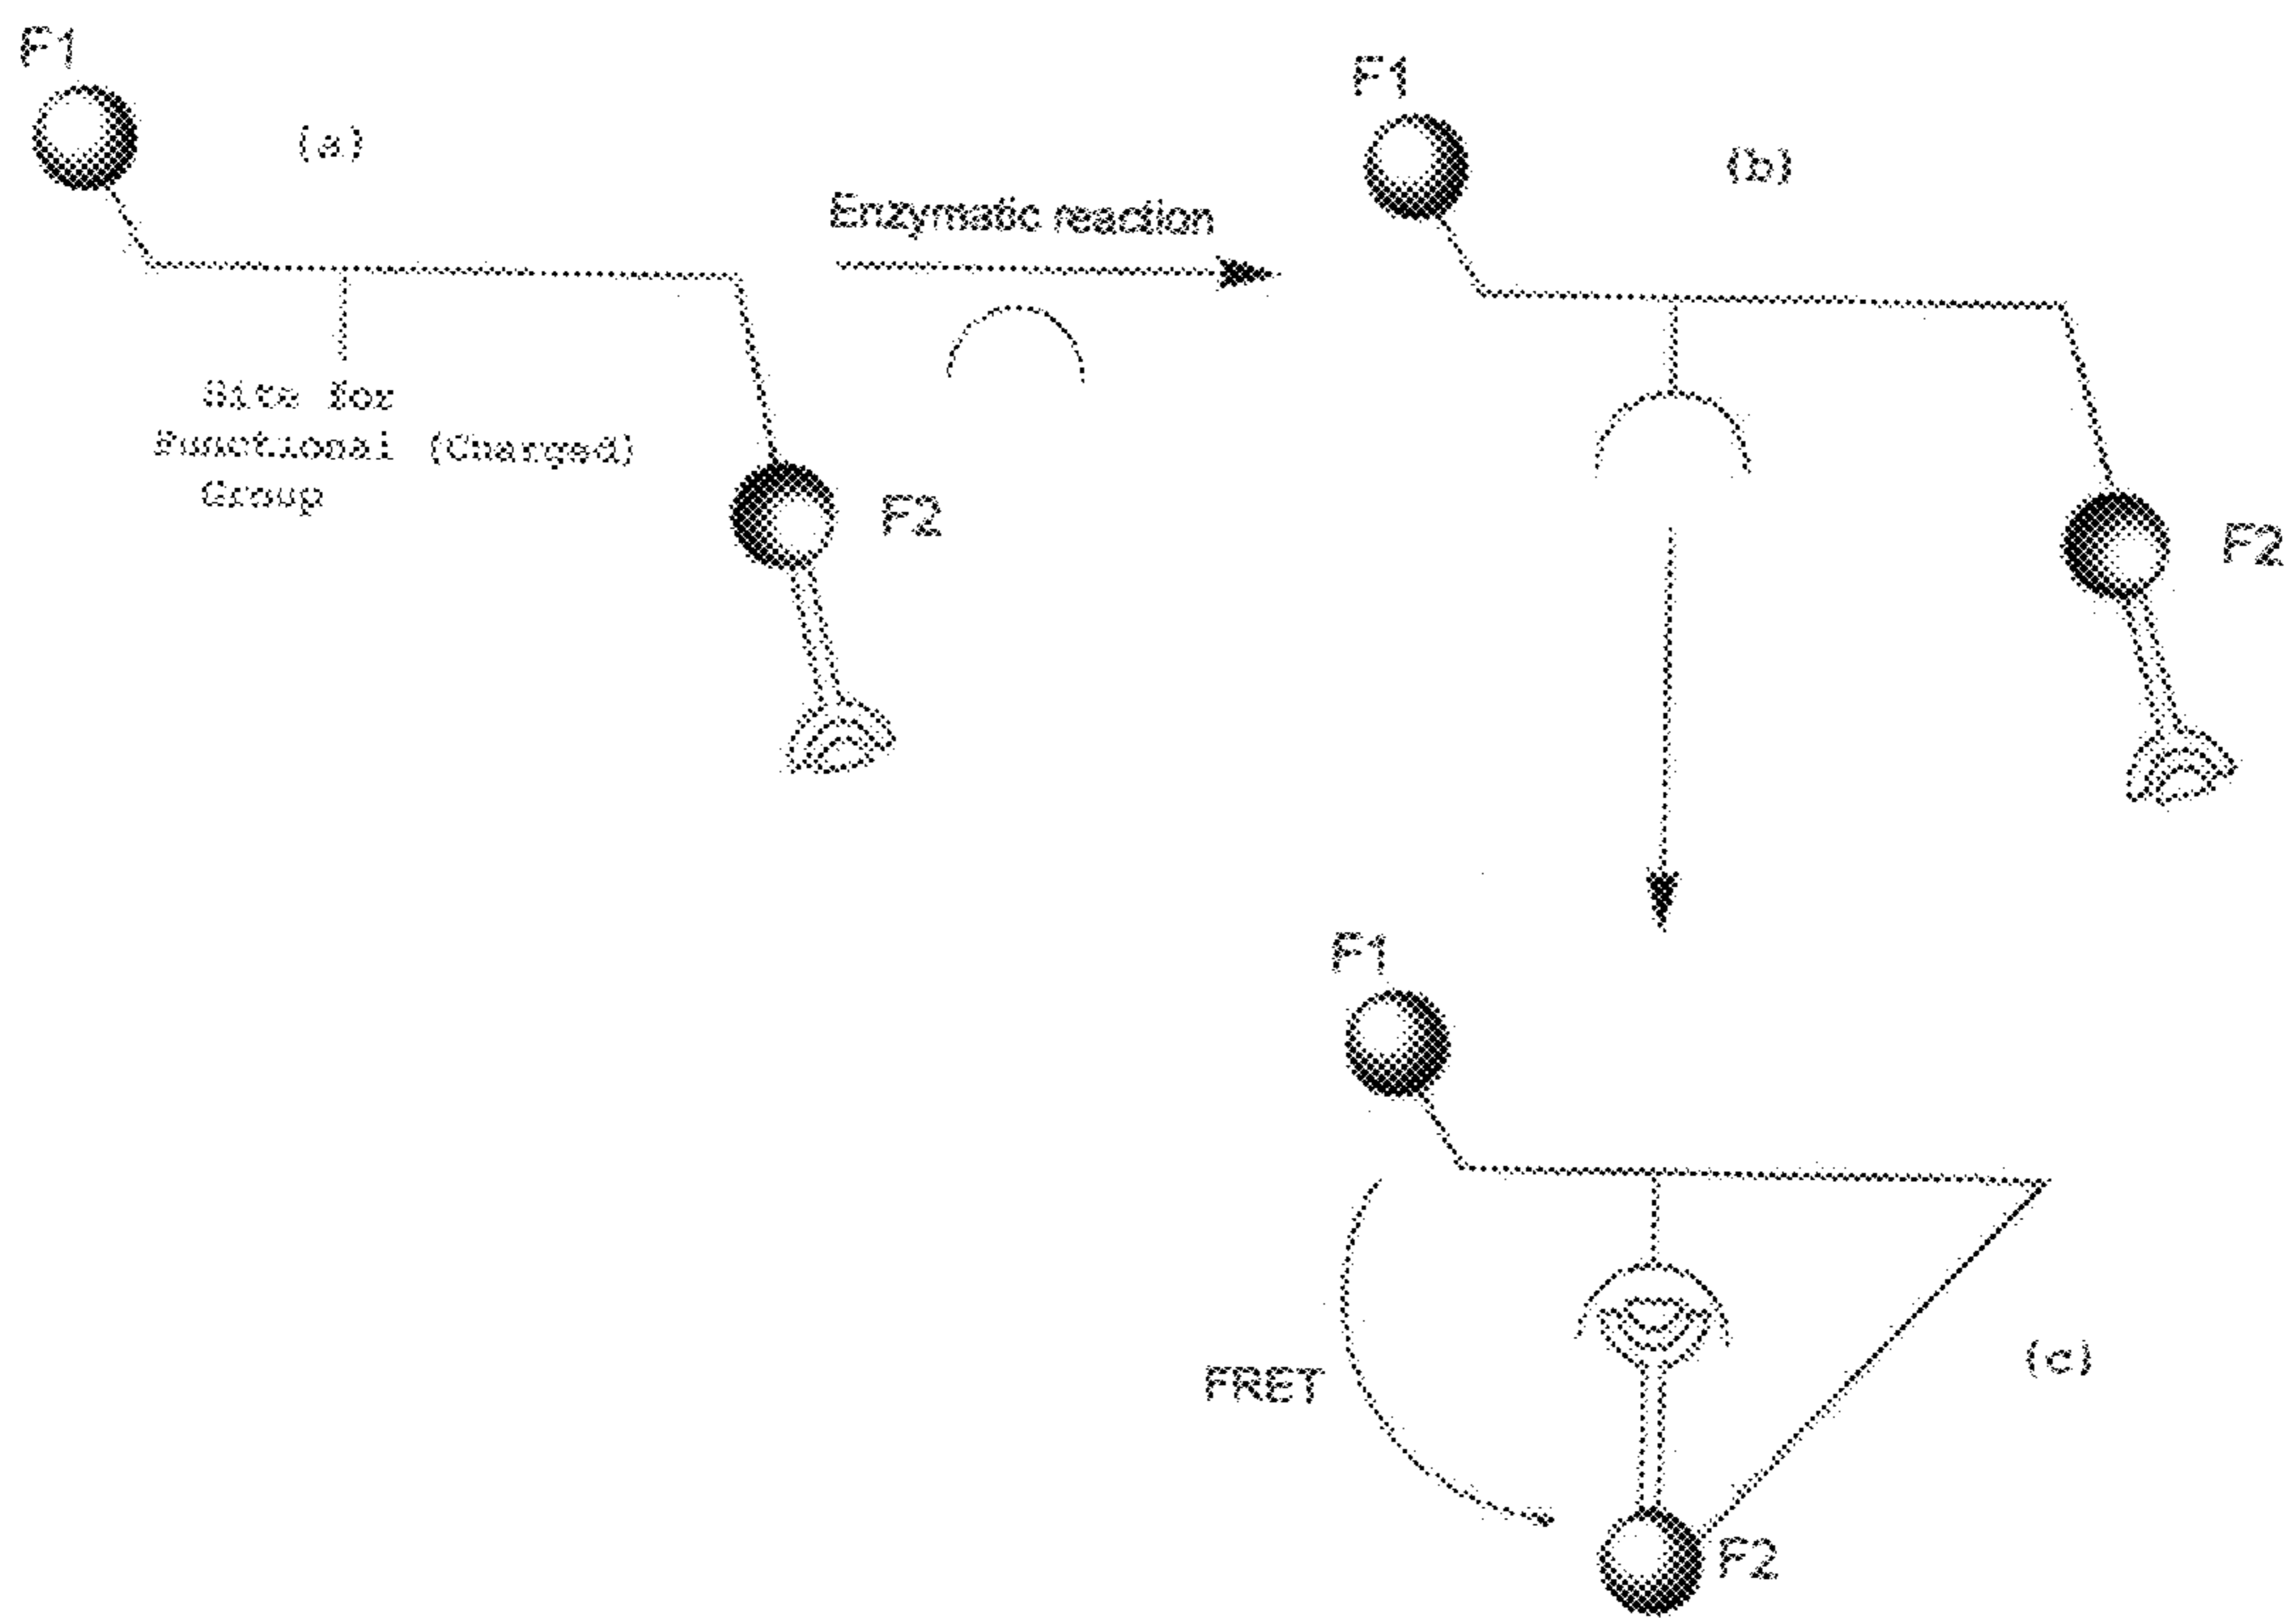 F1
(a)
Enzymatic reaction
Site for
Functional (Charged)
Group
F2
F1
(b)
F2
F1
FRET
(c)
F2